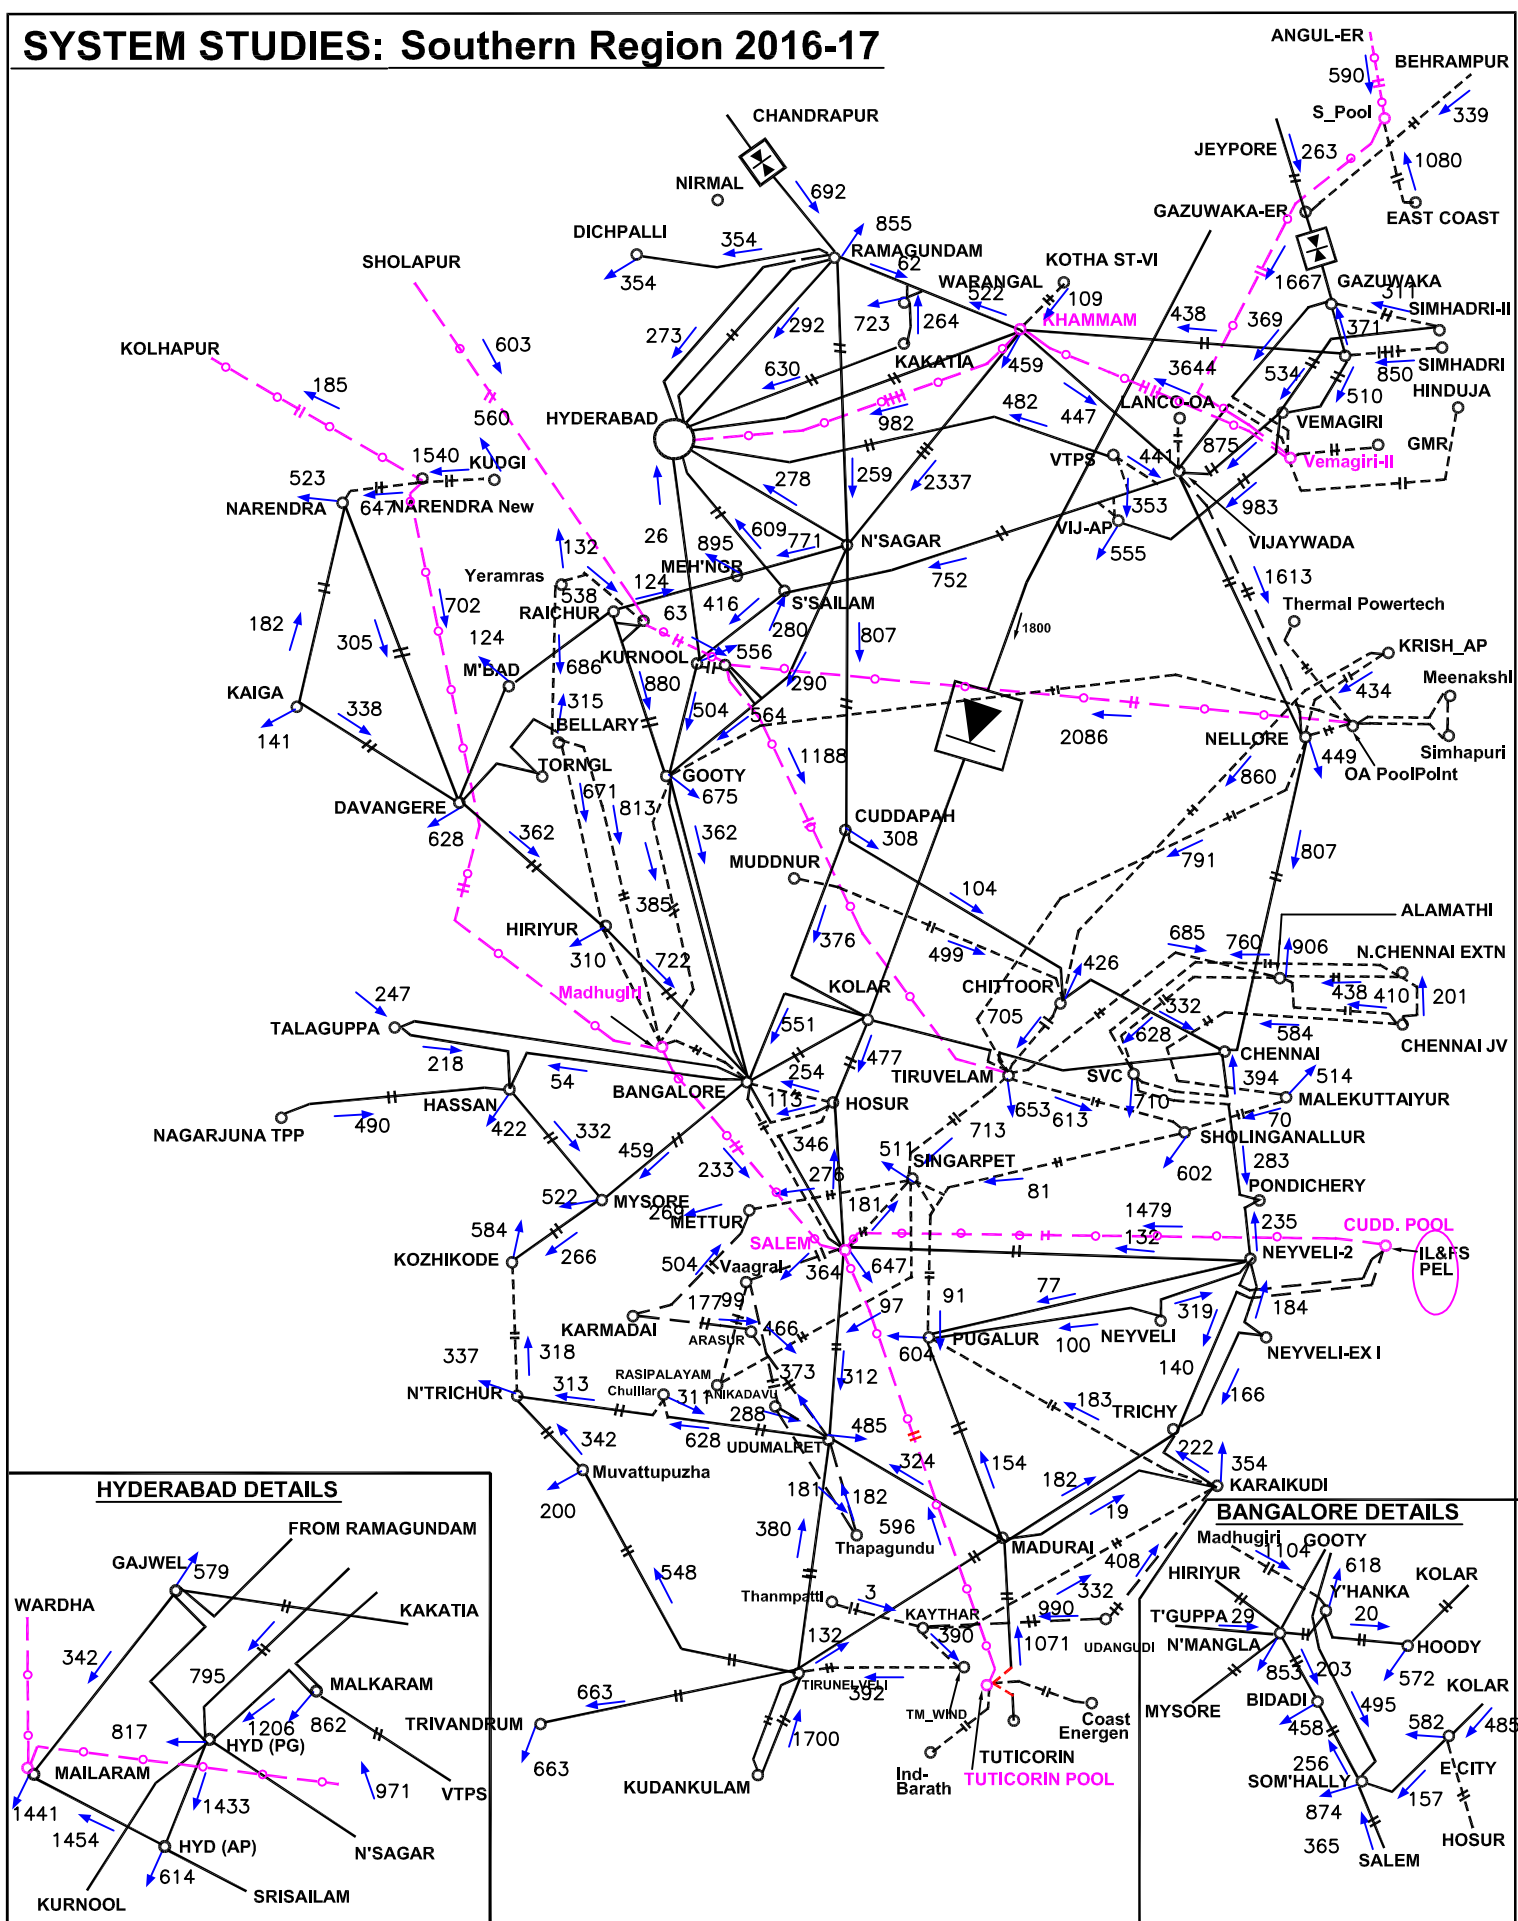 SYSTEM STUDIES: Southern Region 2016-17
ANGUL-ER
590
BEHRAMPUR
339
S_Pool
CHANDRAPUR
JEYPORE
263
1080
NIRMAL
692
GAZUWAKA-ER
EAST COAST
DICHPALLI
354
855
RAMAGUNDAM
62
KOTHA ST-VI
SHOLAPUR
354
WARANGAL
522
109
1667
GAZUWAKA
311
SIMHADRI-II
KOLHAPUR
603
273
292
723
264
KHAMMAM
438
369
371
SIMHADRI
185
630
KAKATIA
459
3644
534
850
HINDUJA
560
HYDERABAD
982
482
447
LANCO-OA
510
VEMAGIRI
GMR
1540
KUDGI
VTPS
441
875
Vemagiri-II
523
NARENDRA
647
NARENDRA New
278
259
2337
353
983
26
609
VIJ-AP
555
VIJAYWADA
132
895
771
N'SAGAR
MEH'NGR
752
1613
Yeramras
538
124
RAICHUR
63
416
S'SAILAM
Thermal Powertech
182
702
305
124
280
807
1800
KRISH_AP
M'BAD
686
KURNOOL
556
290
Meenakshl
KAIGA
315
880
504
564
434
141
338
BELLARY
2086
NELLORE
Simhapuri
TORNGL
671
813
GOOTY
675
1188
860
449
OA PoolPoInt
DAVANGERE
628
362
362
CUDDAPAH
308
MUDDNUR
791
807
385
104
ALAMATHI
HIRIYUR
310
722
376
499
685
760
906
N.CHENNAI EXTN
Madhugirl
KOLAR
CHITTOOR
426
438
410
201
247
TALAGUPPA
551
705
332
628
584
CHENNAI JV
218
54
477
CHENNAI
BANGALORE
254
TIRUVELAM
SVC
394
514
HASSAN
113
HOSUR
653
613
710
MALEKUTTAIYUR
NAGARJUNA TPP
490
422
332
459
346
713
70
SHOLINGANALLUR
233
511
SINGARPET
602
283
MYSORE
522
269
276
METTUR
81
PONDICHERY
584
181
1479
235
CUDD. POOL
KOZHIKODE
266
SALEM
132
NEYVELI-2
IL&FS
PEL
504
Vaagral
364
647
77
177
99
97
91
319
184
KARMADAI
ARASUR
466
604
PUGALUR
100
NEYVELI
NEYVELI-EX I
337
318
RASIPALAYAM
373
312
140
N'TRICHUR
313
Chulllar
311
ANIKADAVU
183
166
288
485
TRICHY
342
628
UDUMALPET
222
354
Muvattupuzha
324
154
182
KARAIKUDI
200
181
182
19
HYDERABAD DETAILS
BANGALORE DETAILS
FROM RAMAGUNDAM
380
Thapagundu
596
MADURAI
408
Madhugiri
1104
GOOTY
GAJWEL
579
548
Thanmpattl
3
332
HIRIYUR
618
Y'HANKA
KOLAR
WARDHA
KAKATIA
KAYTHAR
990
UDANGUDI
T'GUPPA
29
20
342
132
390
1071
N'MANGLA
HOODY
795
TIRUNELVELI
392
853
203
572
MALKARAM
663
TM_WIND
BIDADI
495
KOLAR
817
1206
862
TRIVANDRUM
1700
Coast
Energen
MYSORE
458
582
485
HYD (PG)
663
TUTICORIN
256
MAILARAM
VTPS
KUDANKULAM
Ind-
Barath
TUTICORIN POOL
SOM'HALLY
E CITY
1441
971
157
1454
1433
874
HYD (AP)
N'SAGAR
365
HOSUR
614
SALEM
KURNOOL
SRISAILAM